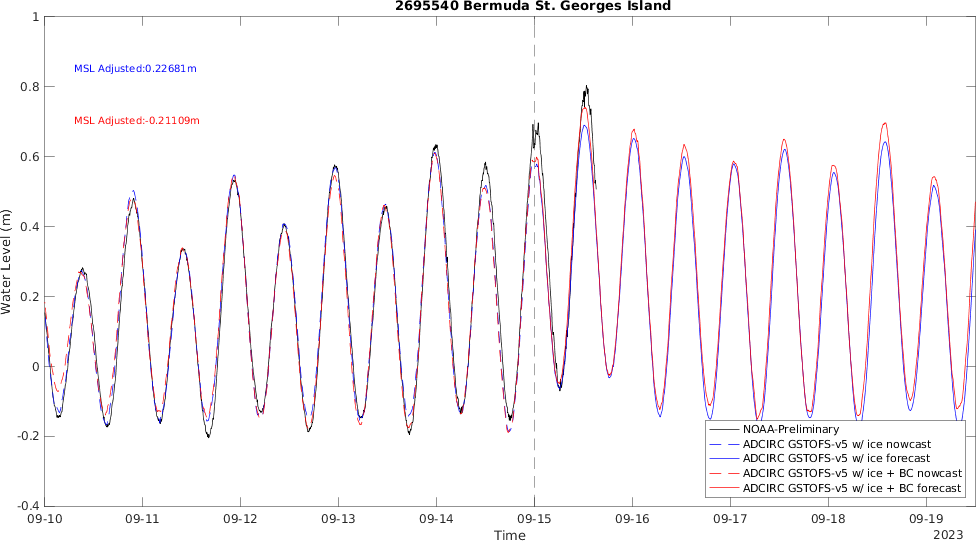 2695540 Bermuda St. Georges Island
MSL Adjusted:0.22681m
MSL Adjusted:-0.21109m
Water Level (m)
1
0.8
0.6
0.4
0.2
0
-0.2
-0.4
NOAA-Preliminary
ADCIRC GSTOFS-v5 w/ ice nowcast
ADCIRC GSTOFS-v5 w/ ice forecast
ADCIRC GSTOFS-v5 w/ ice + BC nowcast
ADCIRC GSTOFS-v5 w/ ice + BC forecast
09-10 09-11 09-12 09-13 09-14 09-15 09-16 09-17 09-18 09-19
Time
2023